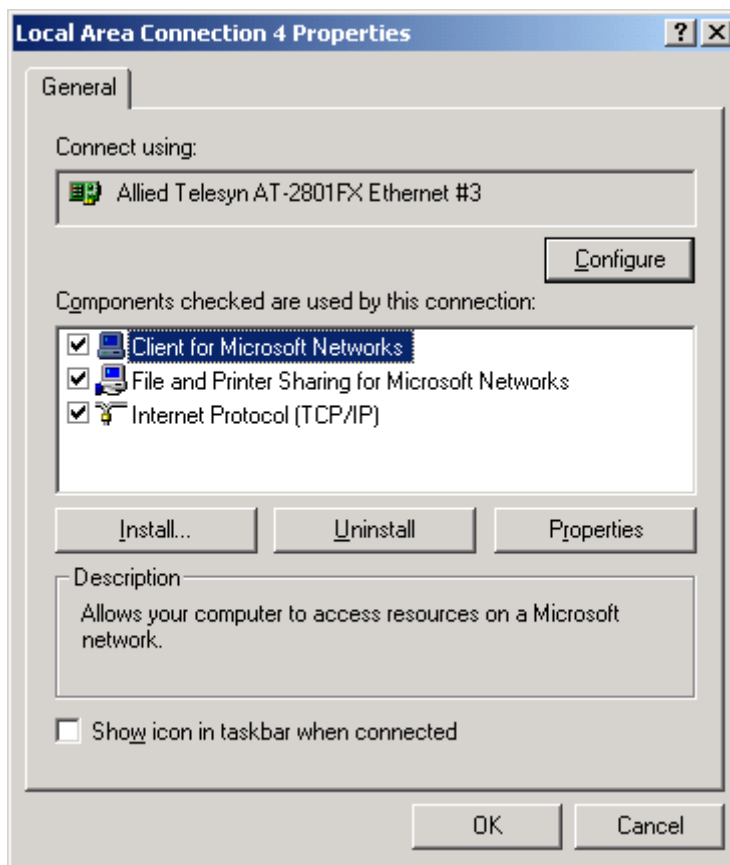 Local Area Connection 4 Properties
General
Connect using:
Allied Telesyn AT-2801FX Ethernet #3
Configure
Components checked are used by this connection:
Client for Microsoft Networks
File and Printer Sharing for Microsoft Networks
Internet Protocol (TCP/IP)
Install... Uninstall Properties
Description
Allows your computer to access resources on a Microsoft
network.
Show icon in taskbar when connected
OK Cancel